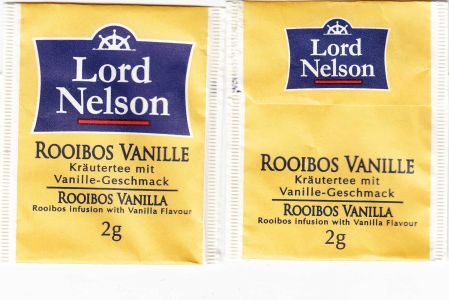 Lord
Nelson
ROOIBOS VANILLE
Kräutertee mit
Vanille-Geschmack
ROOIBOS VANILLA
Rooibos infusion with Vanilla Flavour
2g
Lord
Nelson
ROOIBOS VANILLE
Kräutertee mit
Vanille-Geschmack
ROOIBOS VANILLA
Rooibos infusion with Vanilla Flavour
2g